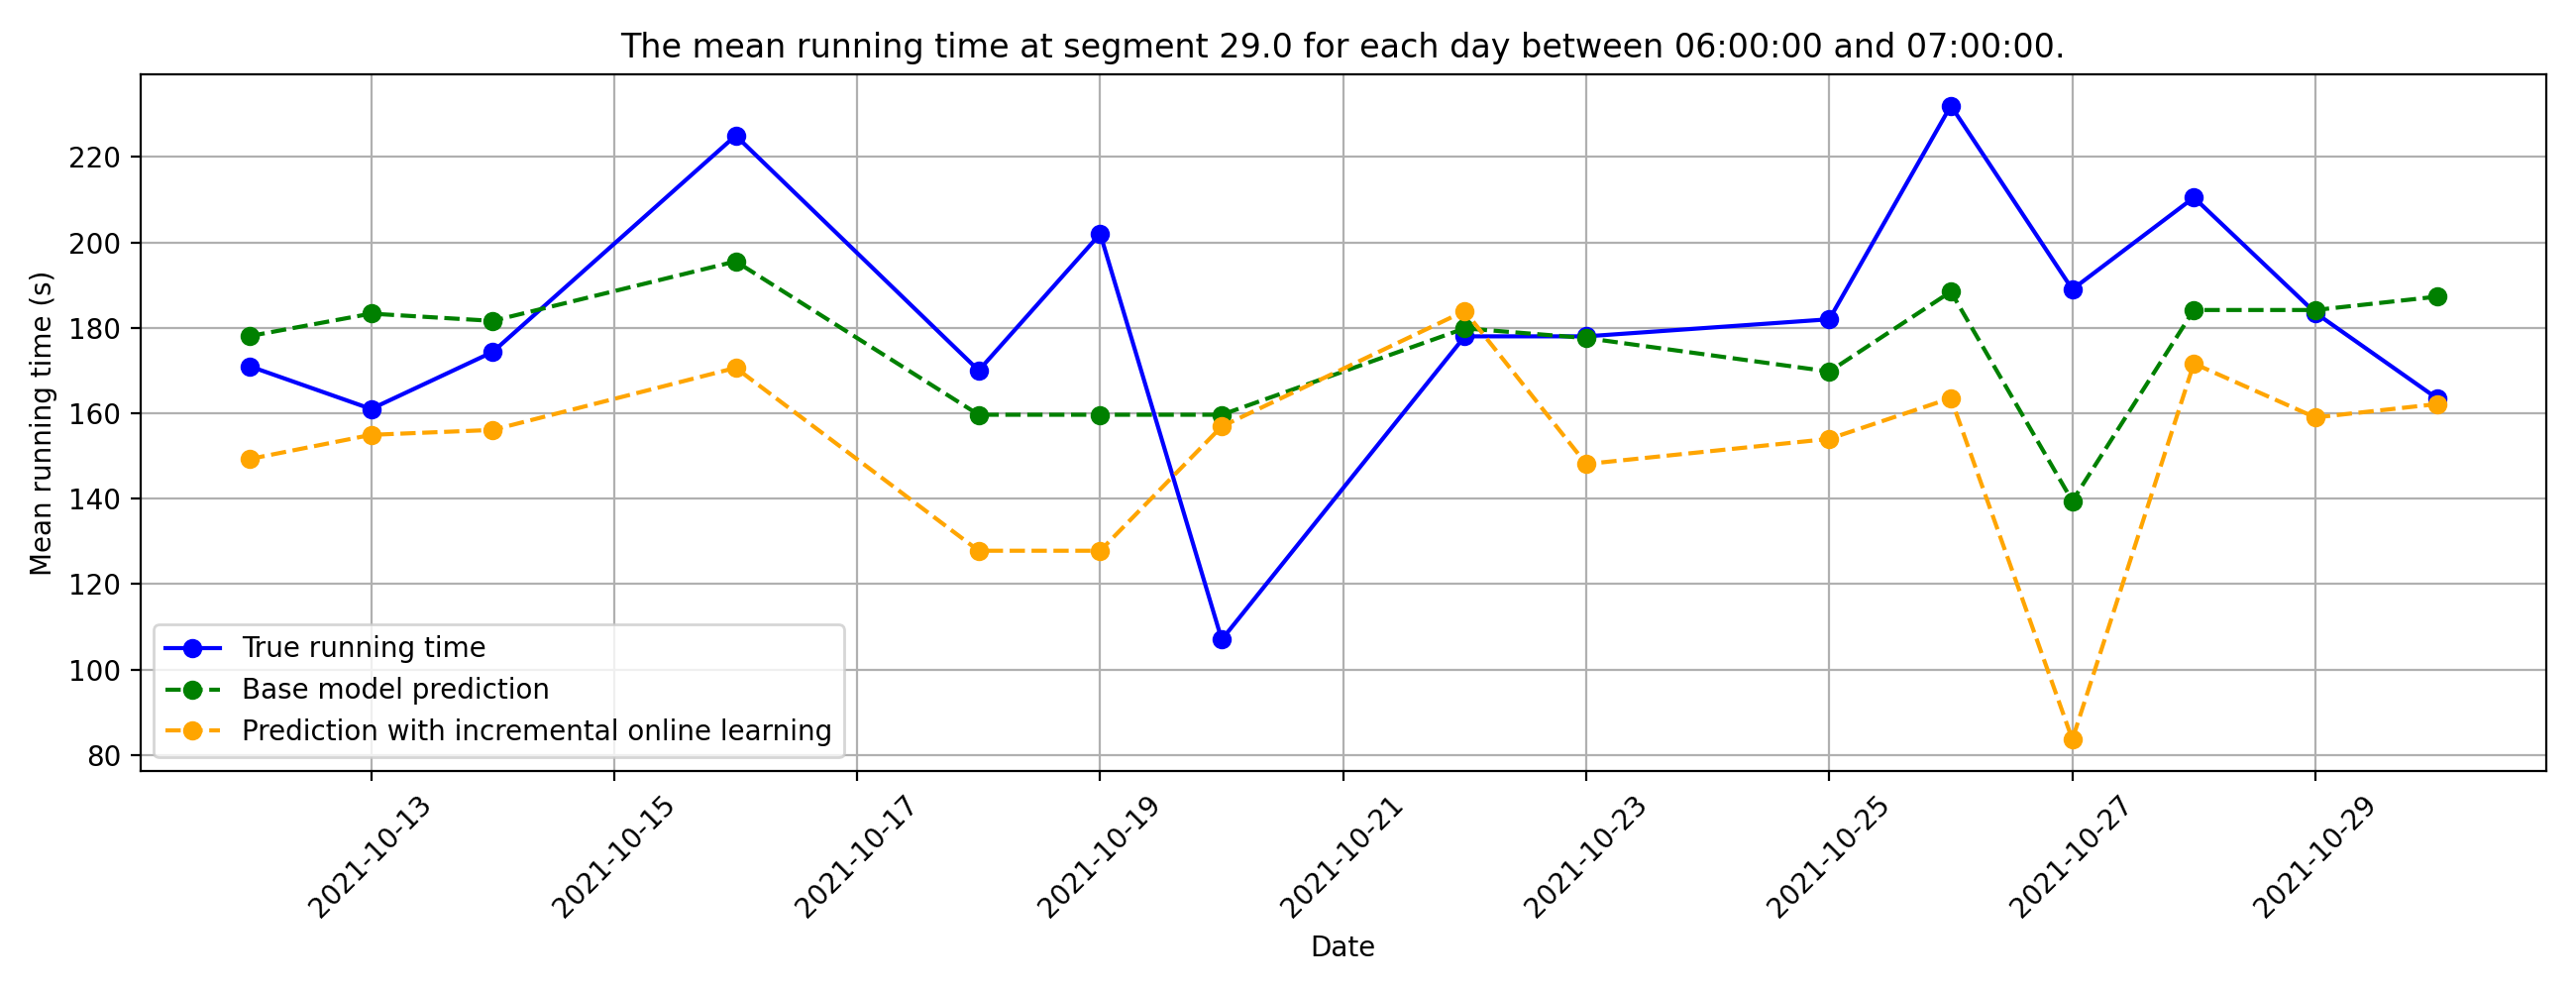 The mean running time at segment 29.0 for each day between 06:00:00 and 07:00:00.
Mean running time (s)
220
200
180
160
140
120
100
80
True running time
Base model prediction
Prediction with incremental online learning
2021-10-13
2021-10-15
2021-10-17
2021-10-19
2021-10-21
2021-10-23
2021-10-25
2021-10-27
2021-10-29
Date